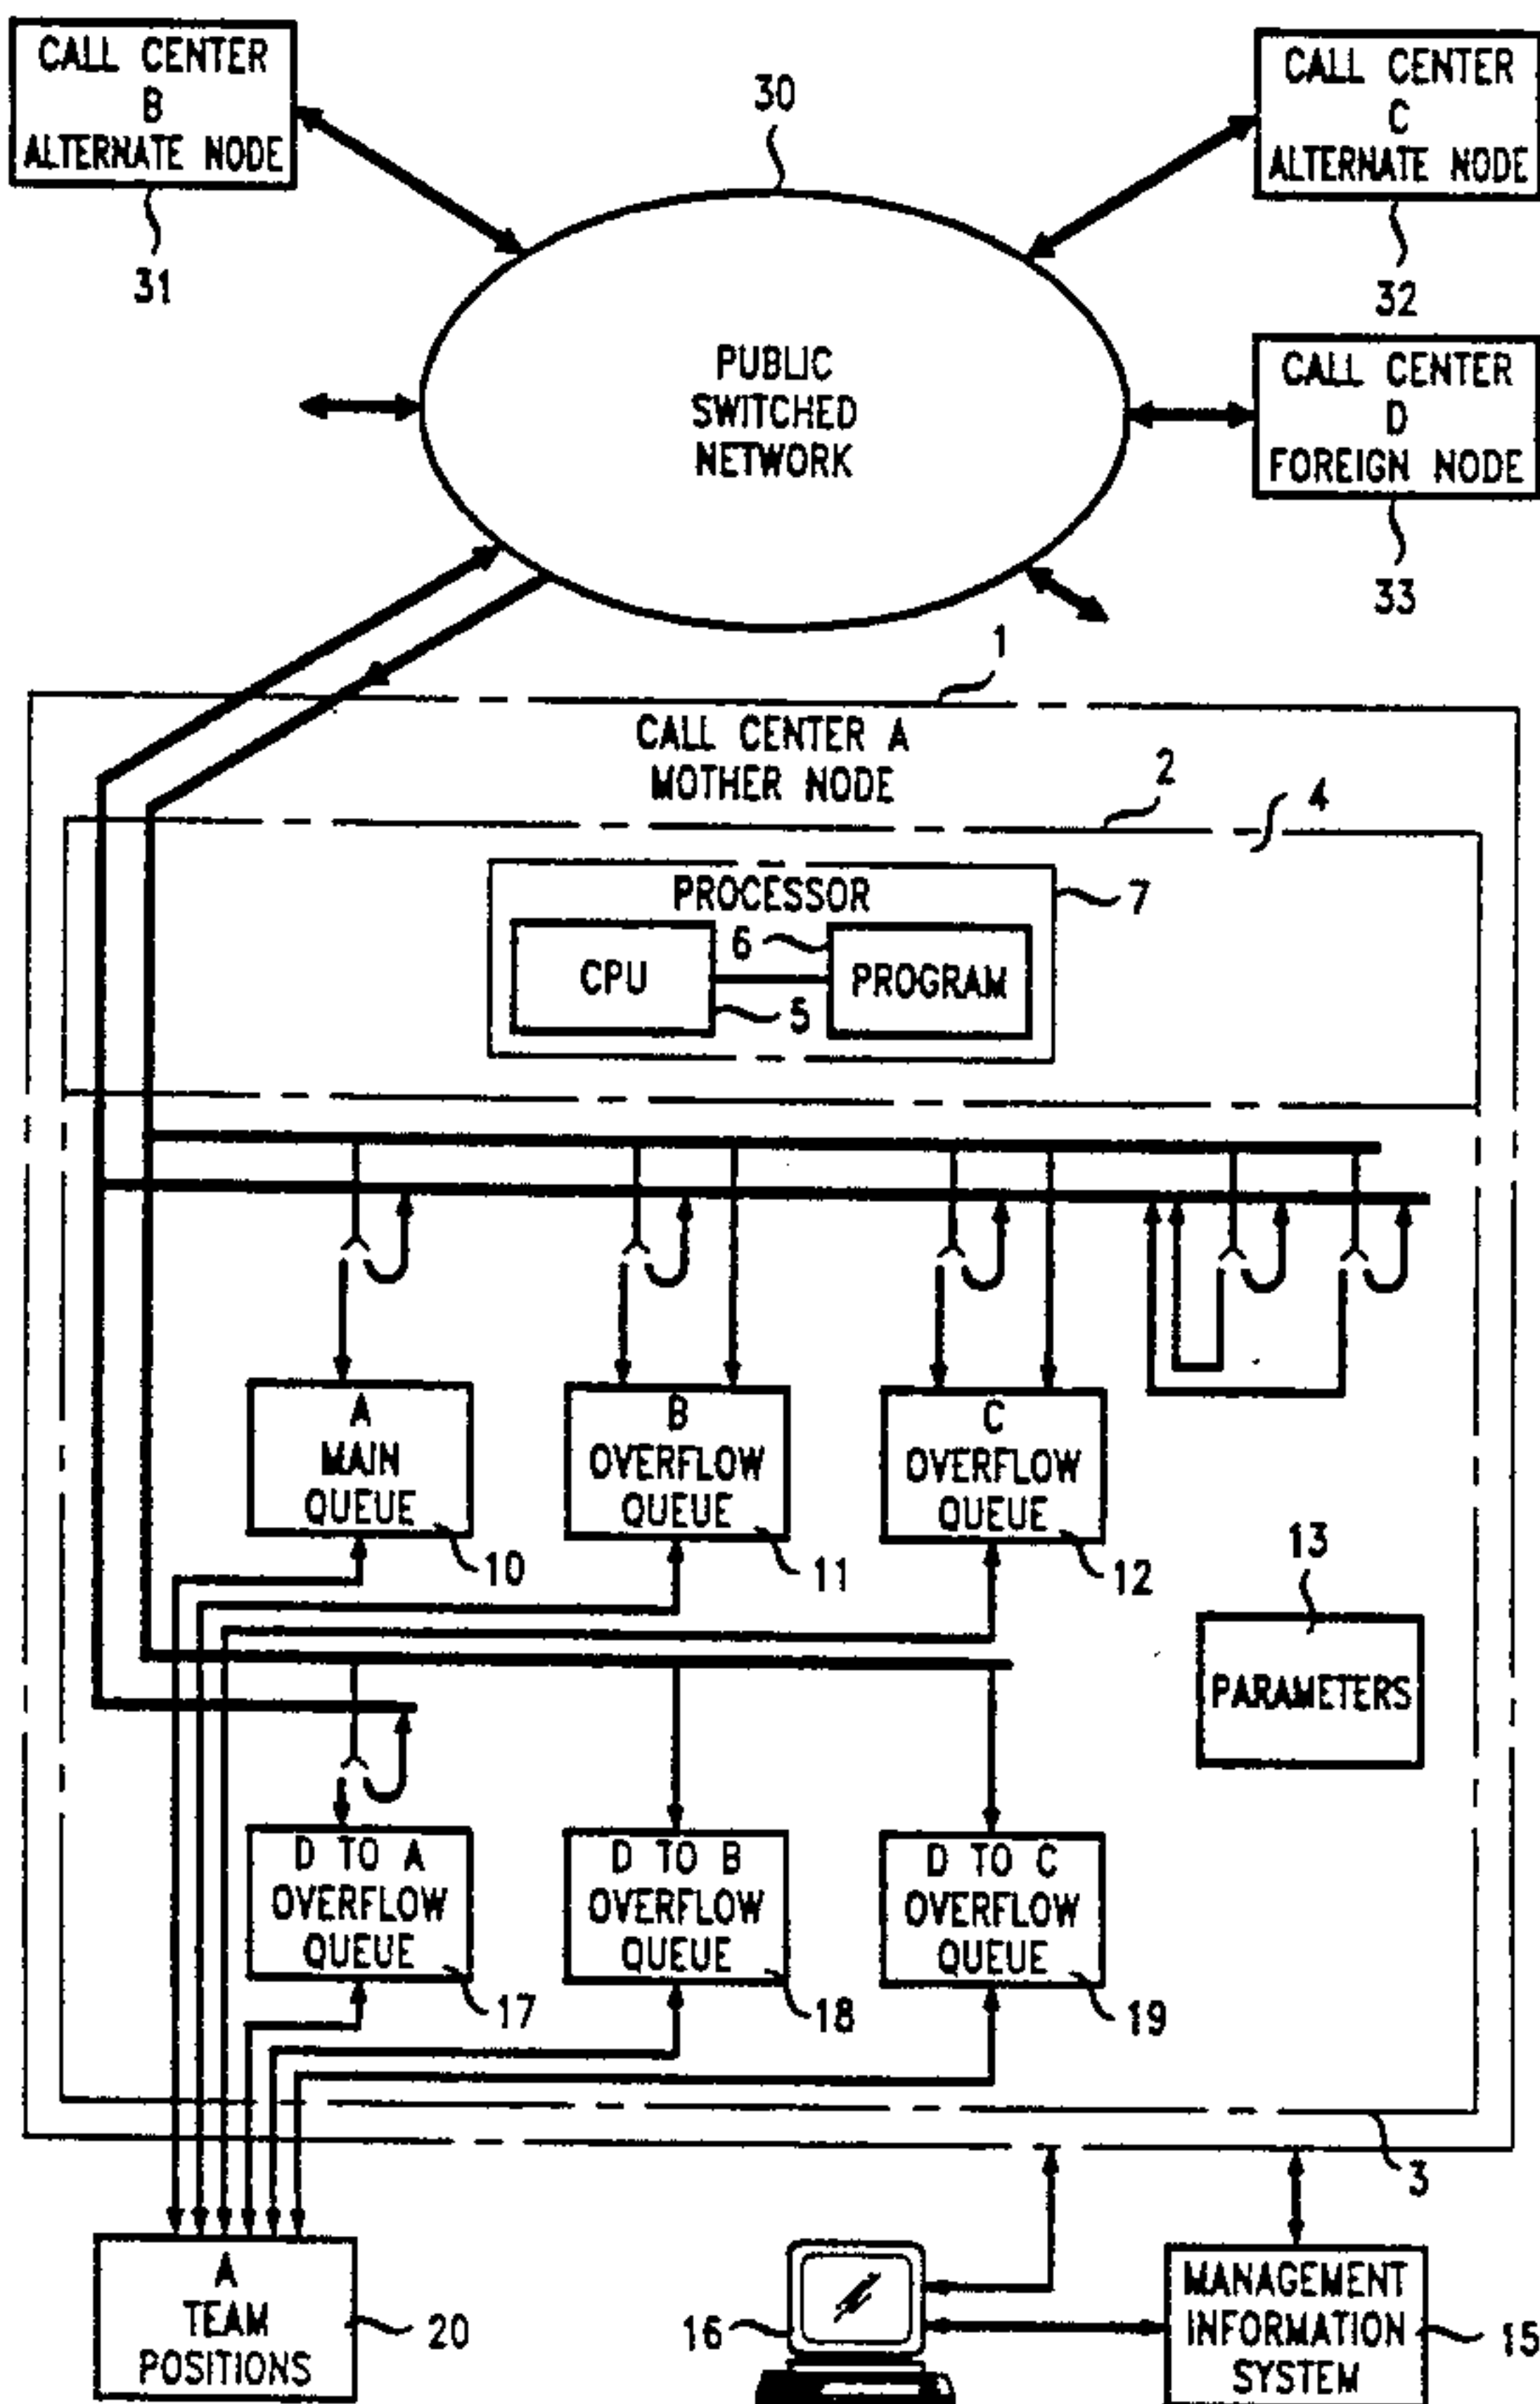 CALL CENTER
B
ALTERNATE NODE
31
30
CALL CENTER
C
ALTERNATE NODE
32
PUBLIC
SWITCHED
NETWORK
CALL CENTER
D
FOREIGN NODE
33
1
CALL CENTER A
MOTHER NODE
2
4
PROCESSOR
7
CPU
5
6
PROGRAM
A
MAIN
QUEUE
10
B
OVERFLOW
QUEUE
11
C
OVERFLOW
QUEUE
12
13
PARAMETERS
D TO A
OVERFLOW
QUEUE
17
D TO B
OVERFLOW
QUEUE
18
D TO C
OVERFLOW
QUEUE
19
3
A
TEAM
POSITIONS
20
16
MANAGEMENT
INFORMATION
SYSTEM
15